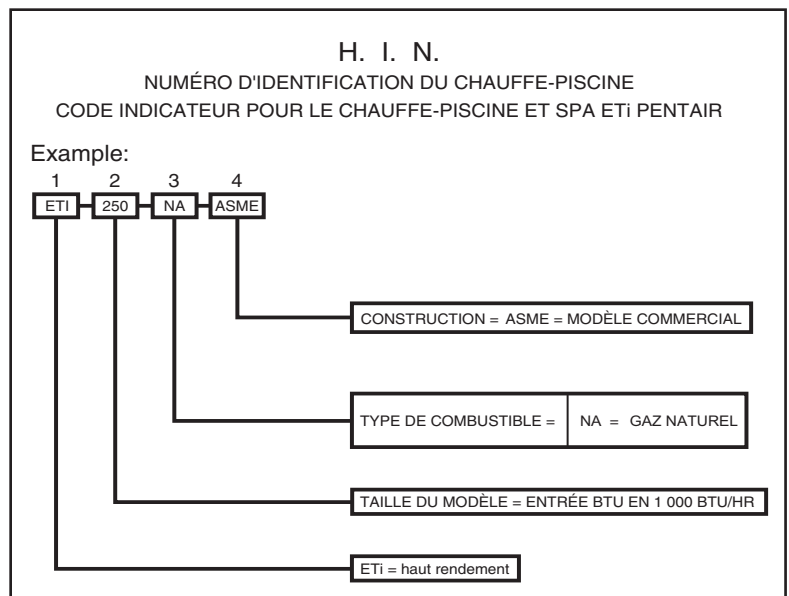 H. I. N.
NUMÉRO D'IDENTIFICATION DU CHAUFFE-PISCINE
CODE INDICATEUR POUR LE CHAUFFE-PISCINE ET SPA ETi PENTAIR
Example:
1 2 3 4
ETI 250 NA ASME
CONSTRUCTION = ASME = MODÈLE COMMERCIAL
TYPE DE COMBUSTIBLE = NA = GAZ NATUREL
TAILLE DU MODÈLE = ENTRÉE BTU EN 1 000 BTU/HR
ETi = haut rendement